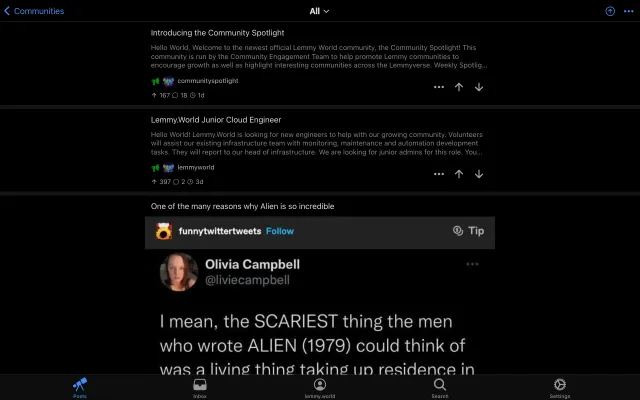 Communities
All
Introducing the Community Spotlight
Hello World, Welcome to the newest official Lemmy World community, the Community Spotlight! This
community is run by the Community Engagement Team to help promote Lemmy communities to
encourage growth as well as highlight interesting communities across the Lemmyverse. Weekly Spotlig...
communityspotlight
167 18 1d
Lemmy.World Junior Cloud Engineer
Hello World! Lemmy.World is looking for new engineers to help with our growing community. Volunteers
will assist our existing infrastructure team with monitoring, maintenance and automation development
tasks. They will report to our head of infrastructure. We are looking for junior admins for this role. You...
lemmyworld
397 2 3d
One of the many reasons why Alien is so incredible
funnytwittertweets Follow Tip
Olivia Campbell
@liviecampbell
I mean, the SCARIEST thing the men
who wrote ALIEN (1979) could think of
was a living thing taking up residence in
Posts Inbox lemmy.world Search Settings